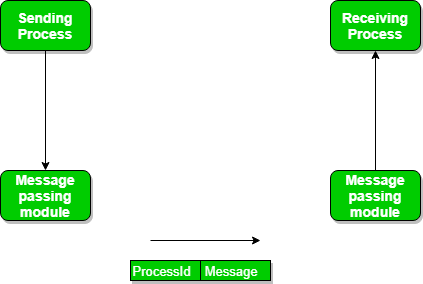 Sending
Process
Receiving
Process
Message
passing
module
Message
passing
module
ProcessId Message